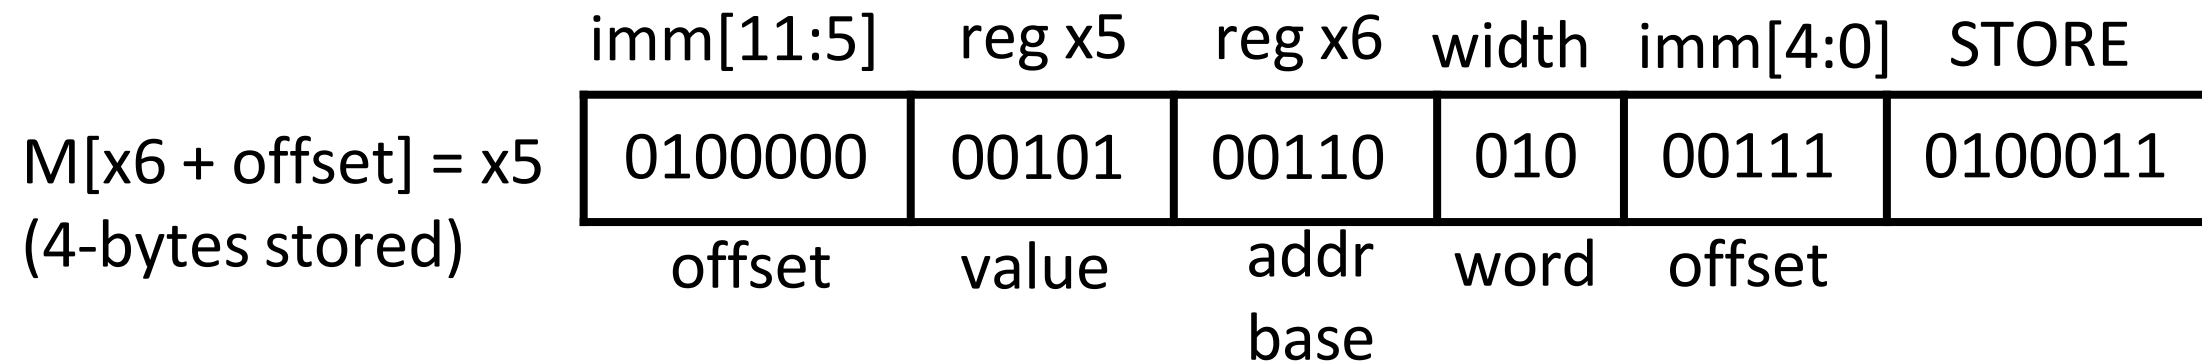 imm[11:5] reg x5 reg x6 width imm[4:0] STORE
M[x6 + offset] = x5 0100000 00101 00110 010 00111 0100011
(4-bytes stored) offset value addr word offset
base